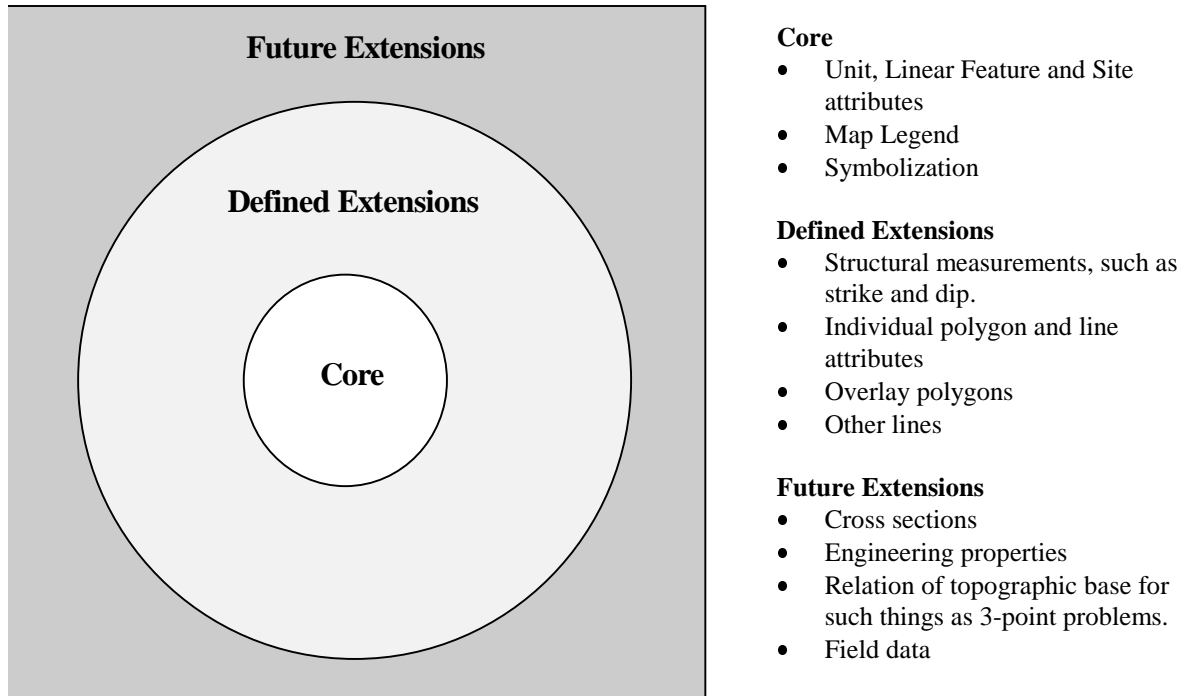 Future Extensions
Defined Extensions
Core
Core
• Unit, Linear Feature and Site
attributes
• Map Legend
• Symbolization
Defined Extensions
• Structural measurements, such as
strike and dip.
• Individual polygon and line
attributes
• Overlay polygons
• Other lines
Future Extensions
• Cross sections
• Engineering properties
• Relation of topographic base for
such things as 3-point problems.
• Field data